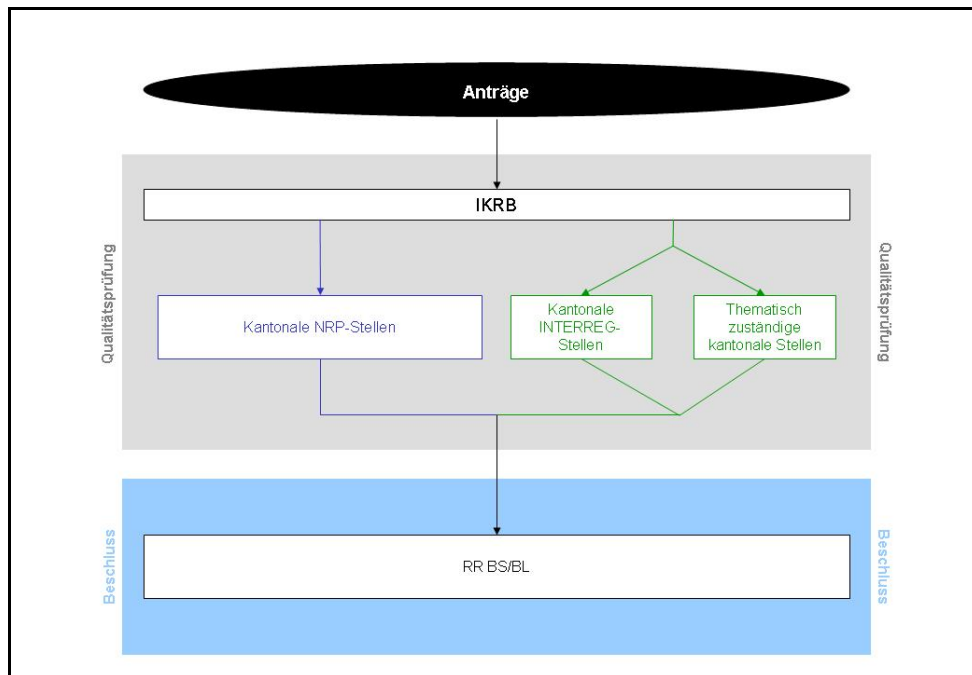 Anträge
IKRB
Qualitätsprüfung
Qualitätsprüfung
Kantonale NRP-Stellen
Kantonale
INTERREG-
Stellen
Thematisch
zuständige
kantonale Stellen
Beschluss
RR BS/BL
Beschluss